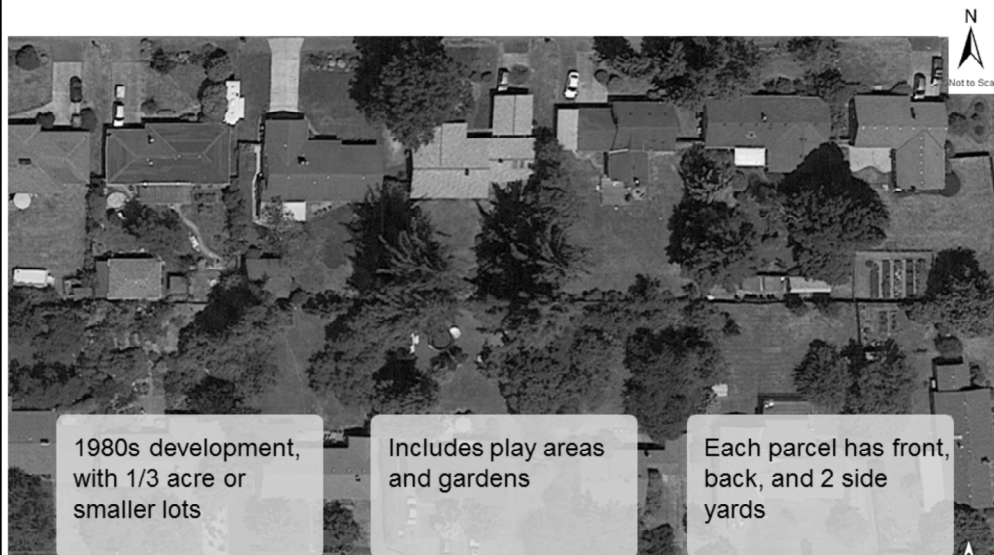 N
Not to Sca
1980s development,
with 1/3 acre or
smaller lots
Includes play areas
and gardens
Each parcel has front,
back, and 2 side
yards